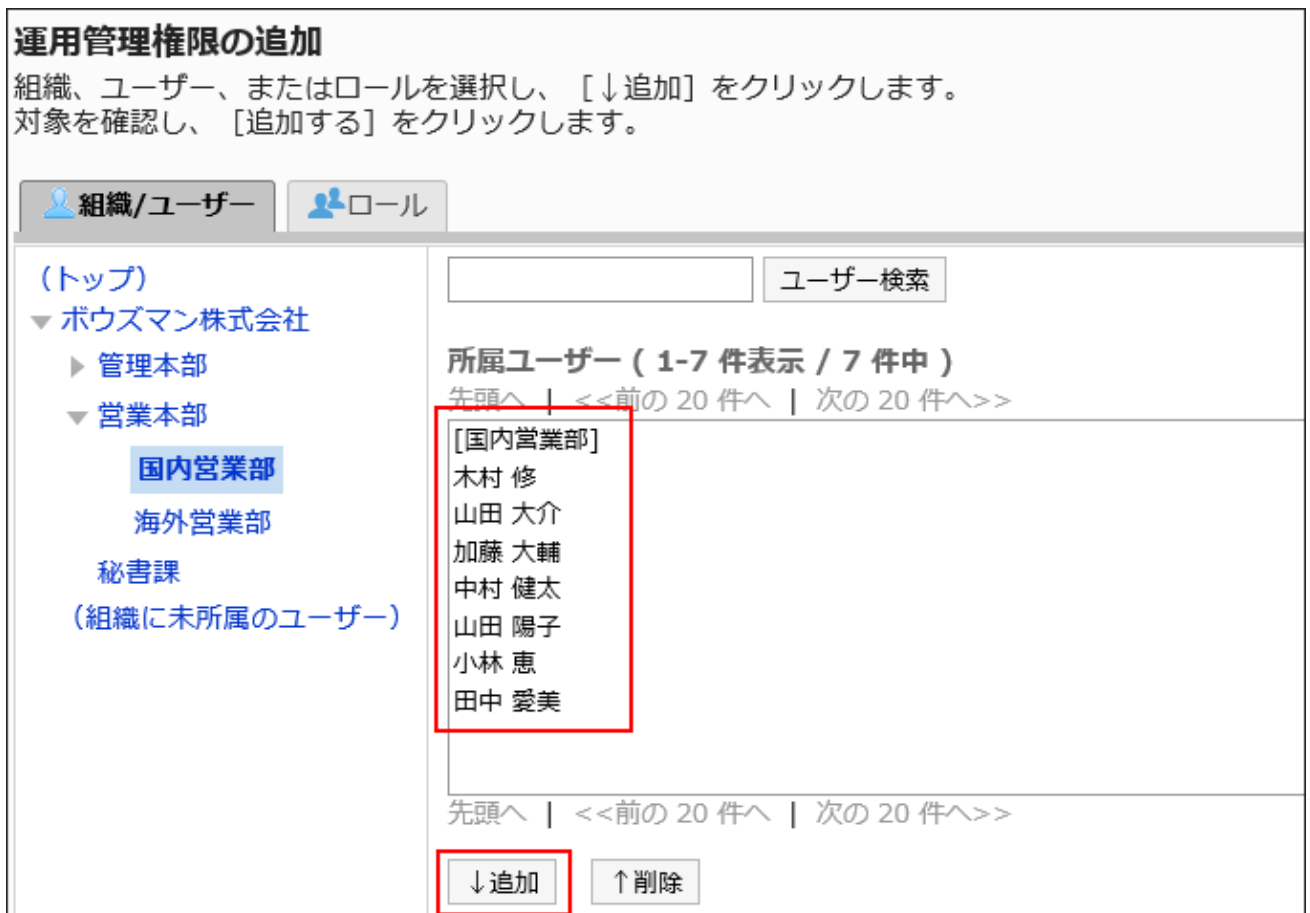 運用管理権限の追加
組織、ユーザー、またはロールを選択し、［↓追加］をクリックします。
対象を確認し、［追加する］をクリックします。
組織/ユーザー
ロール
（トップ）
ボウズマン株式会社
管理本部
営業本部
国内営業部
海外営業部
秘書課
（組織に未所属のユーザー）
ユーザー検索
所属ユーザー ( 1-7 件表示 / 7 件中 )
先頭へ | <<前の 20 件へ | 次の 20 件へ>>
[国内営業部]
木村 修
山田 大介
加藤 大輔
中村 健太
山田 陽子
小林 恵
田中 愛美
先頭へ | <<前の 20 件へ | 次の 20 件へ>>
↓追加
↑削除